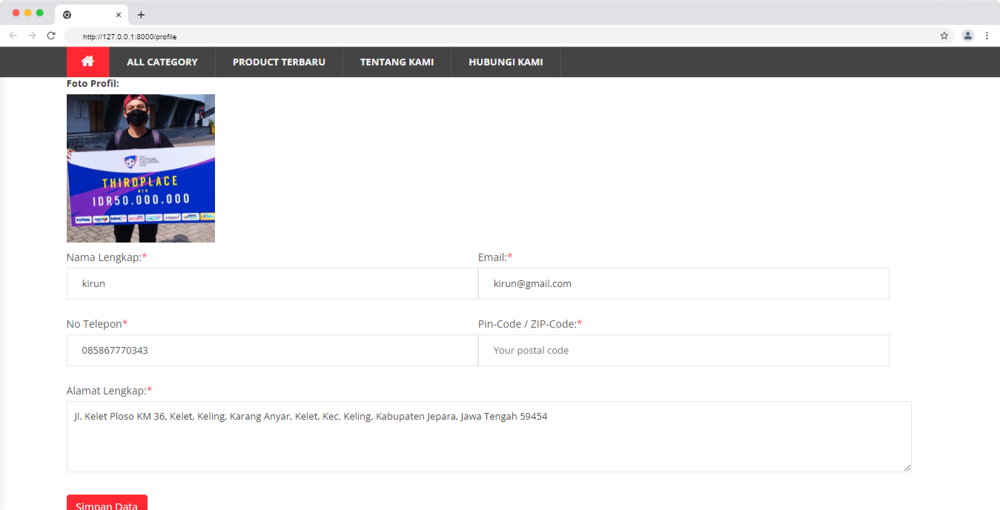 http://127.0.0.1:8000/profile
ALL CATEGORY PRODUCT TERBARU TENTANG KAMI HUBUNGI KAMI
Foto Profil:
FUTSAL
THIRDPLACE
MEN
IDR50.000.000
FUTSAL MNC SPORTS RCTI+ VISION+ MNC
Nama Lengkap:* Email:*
kirun kirun@gmail.com
No Telepon* Pin-Code / ZIP-Code:*
085867770343 Your postal code
Alamat Lengkap:*
Jl. Kelet Ploso KM 36, Kelet, Keling, Karang Anyar, Kelet, Kec. Keling, Kabupaten Jepara, Jawa Tengah 59454
Simpan Data